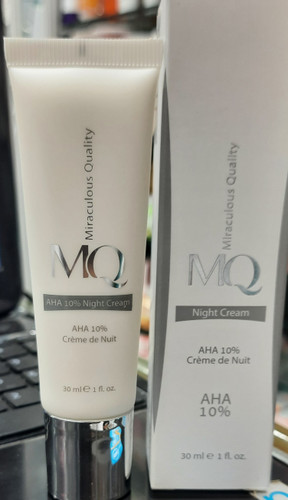 Miraculous Quality
MQ
AHA 10% Night Cream
AHA 10%
Crème de Nuit
30 ml ℮ 1 fl. oz.
Miraculous Quality
MQ
Night Cream
AHA 10%
Crème de Nuit
AHA
10%
30 ml ℮ 1 fl. oz.